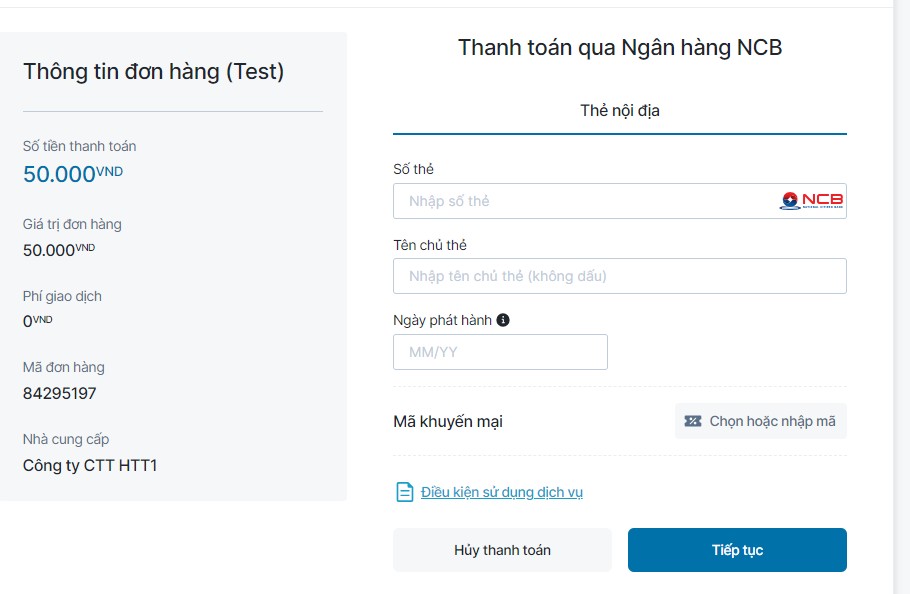 Thông tin đơn hàng (Test)
Số tiền thanh toán
50.000VND
Giá trị đơn hàng
50.000VND
Phí giao dịch
0VND
Mã đơn hàng
84295197
Nhà cung cấp
Công ty CTT HTT1
Thanh toán qua Ngân hàng NCB
Thẻ nội địa
Số thẻ
Nhập số thẻ
NCB
Tên chủ thẻ
Nhập tên chủ thẻ (không dấu)
Ngày phát hành
MM/YY
Mã khuyến mại
Chọn hoặc nhập mã
Điều kiện sử dụng dịch vụ
Hủy thanh toán
Tiếp tục